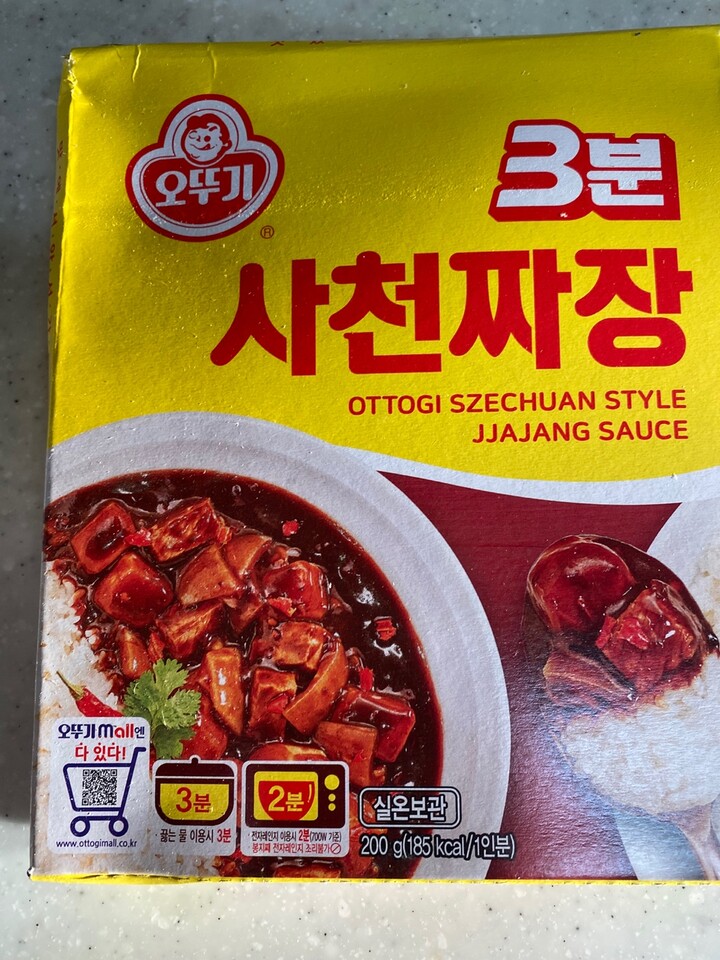 오뚜기
®
3분
사천짜장
OTTOGI SZECHUAN STYLE
JJAJANG SAUCE
오뚜기mall엔
다 있다!
www.ottogimall.co.kr
3분
· 끓는 물 이용시 3분
2분
· 전자레인지 이용시 2분(700W 기준)
· 봉지째 전자레인지 조리불가
실온보관
200 g(185 kcal/1인분)